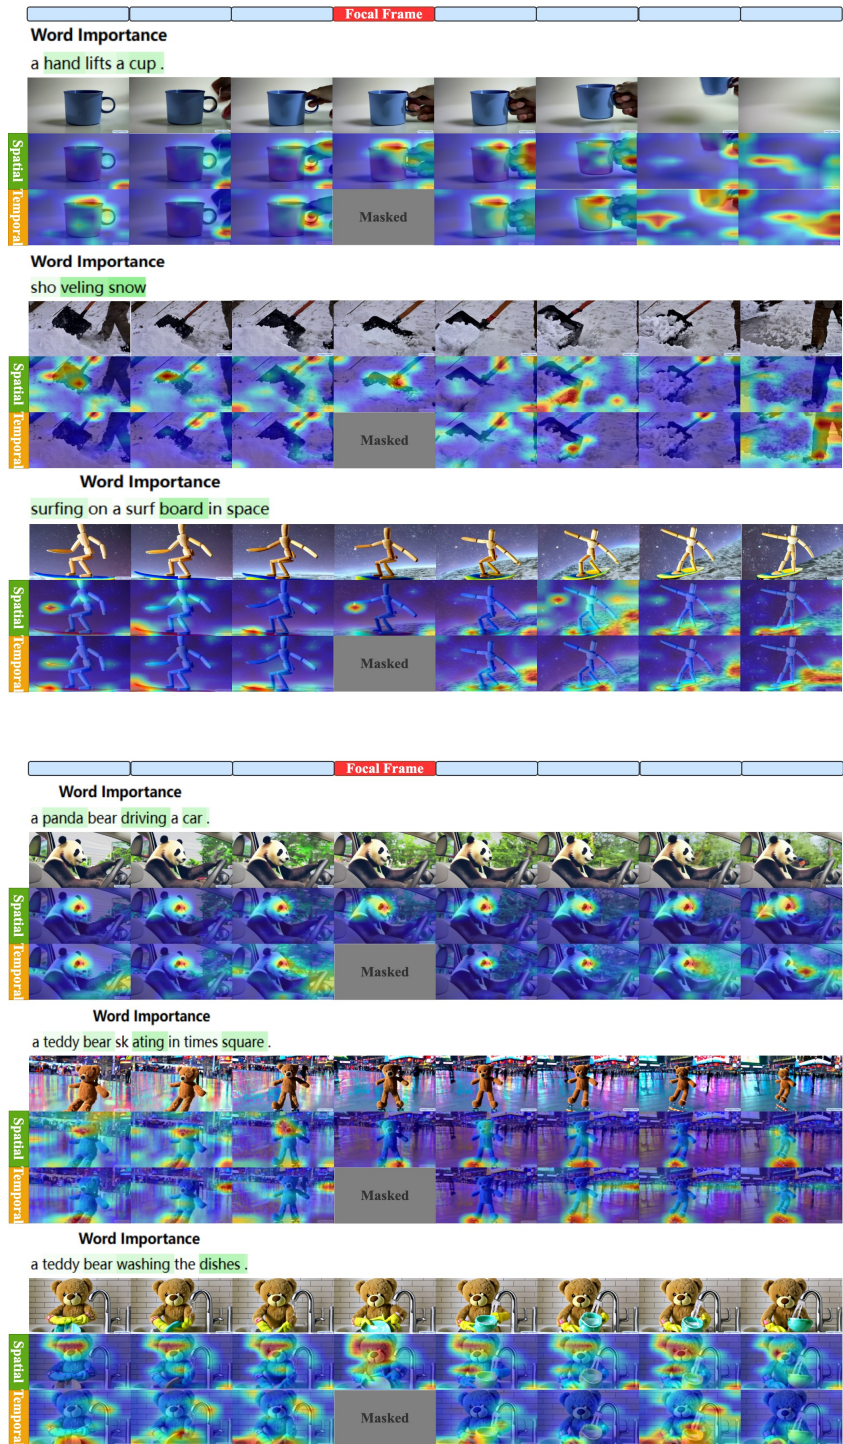 Focal Frame
Word Importance
a hand lifts a cup .
Spatial
Temporal
Masked
Word Importance
sho veling snow
Spatial
Temporal
Masked
Word Importance
surfing on a surf board in space
Spatial
Temporal
Masked
Focal Frame
Word Importance
a panda bear driving a car .
Spatial
Temporal
Masked
Word Importance
a teddy bear sk ating in times square .
Spatial
Temporal
Masked
Word Importance
a teddy bear washing the dishes .
Spatial
Temporal
Masked